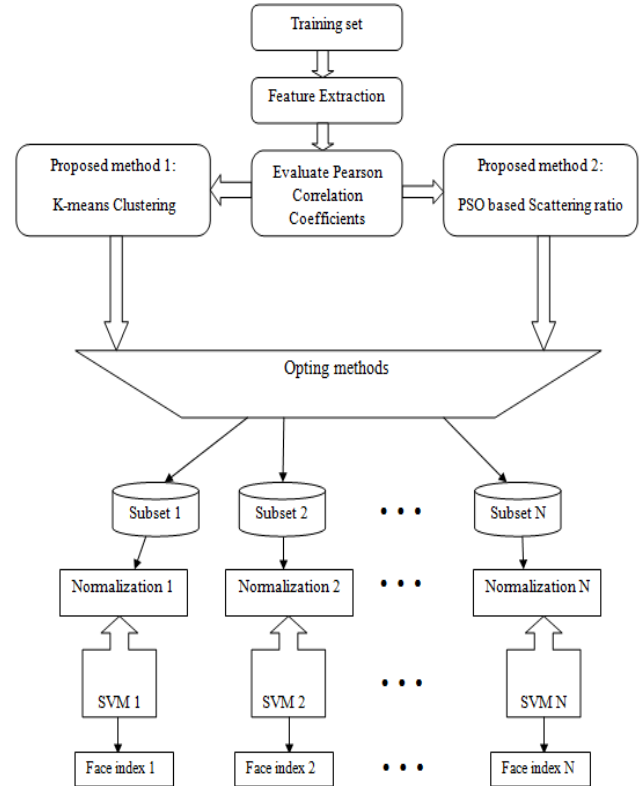 Training set
Feature Extraction
Proposed method 1:
K-means Clustering
Evaluate Pearson
Correlation
Coefficients
Proposed method 2:
PSO based Scattering ratio
Opting methods
Subset 1
Subset 2
Subset N
Normalization 1
Normalization 2
Normalization N
SVM 1
SVM 2
SVM N
Face index 1
Face index 2
Face index N